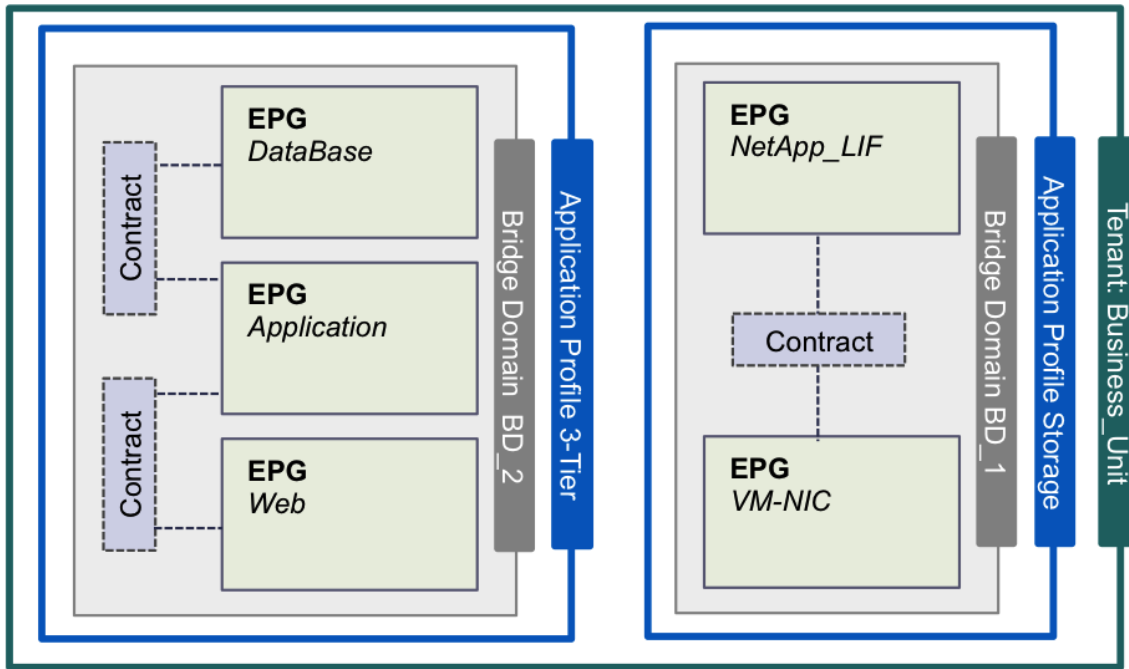 EPG
DataBase
Contract
EPG
Application
Contract
EPG
Web
Bridge Domain BD_2
Application Profile 3-Tier
EPG
NetApp_LIF
Contract
EPG
VM-NIC
Bridge Domain BD_1
Application Profile Storage
Tenant: Business_Unit